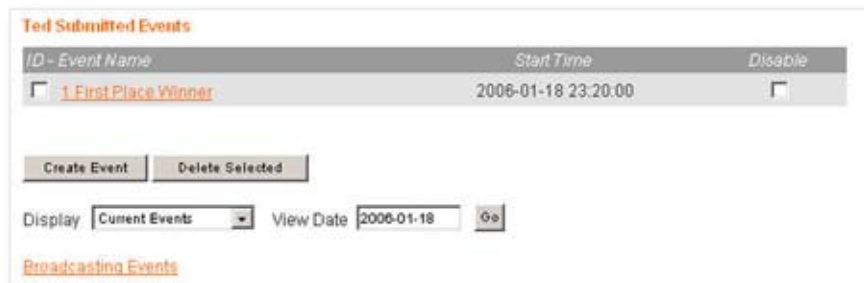 Ted Submitted Events
ID - Event Name Start Time Disable
1 First Place Winner 2006-01-18 23:20:00
Create Event Delete Selected
Display Current Events View Date 2006-01-18 Go
Broadcasting Events